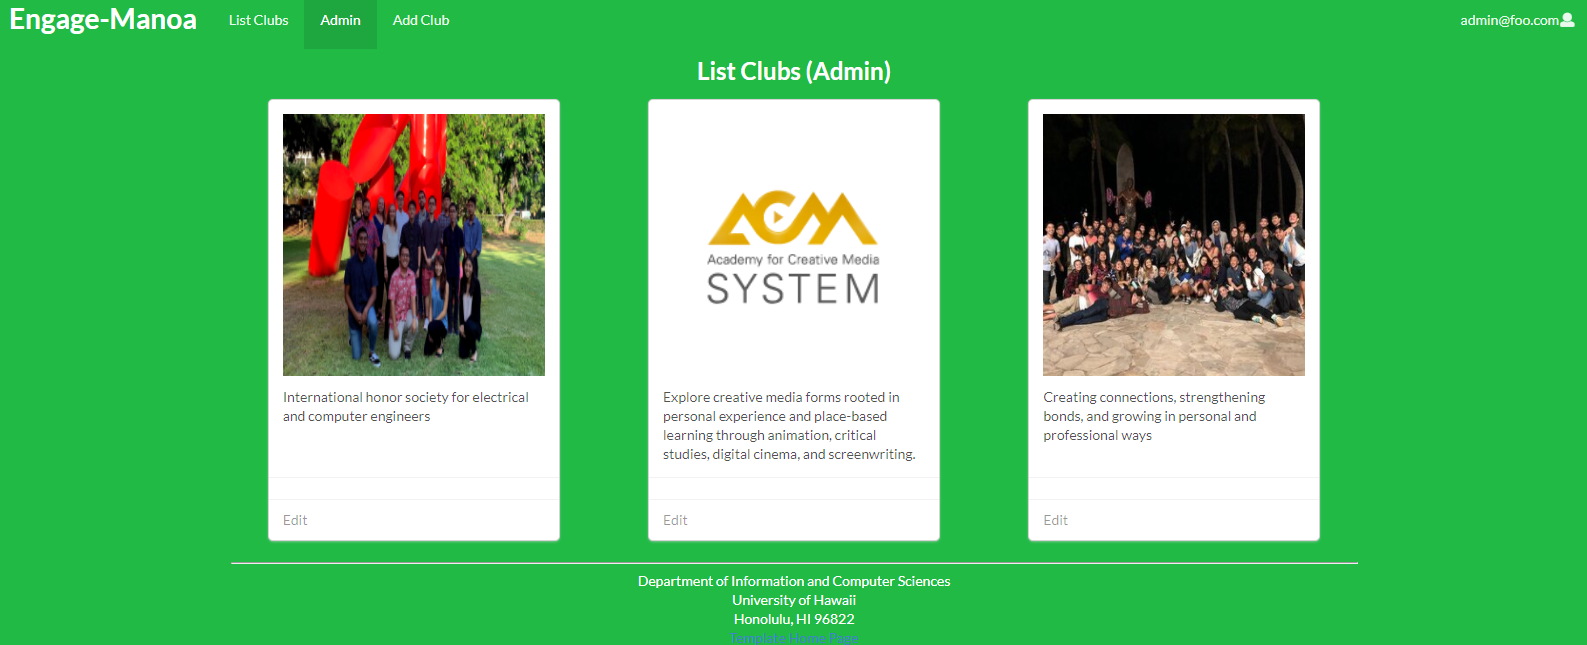 Engage-Manoa List Clubs Admin Add Club admin@foo.com
List Clubs (Admin)
ACM
Academy for Creative Media
SYSTEM
International honor society for electrical
and computer engineers
Edit
Explore creative media forms rooted in
personal experience and place-based
learning through animation, critical
studies, digital cinema, and screenwriting.
Edit
Creating connections, strengthening
bonds, and growing in personal and
professional ways
Edit
Department of Information and Computer Sciences
University of Hawaii
Honolulu, HI 96822
Template Home Page